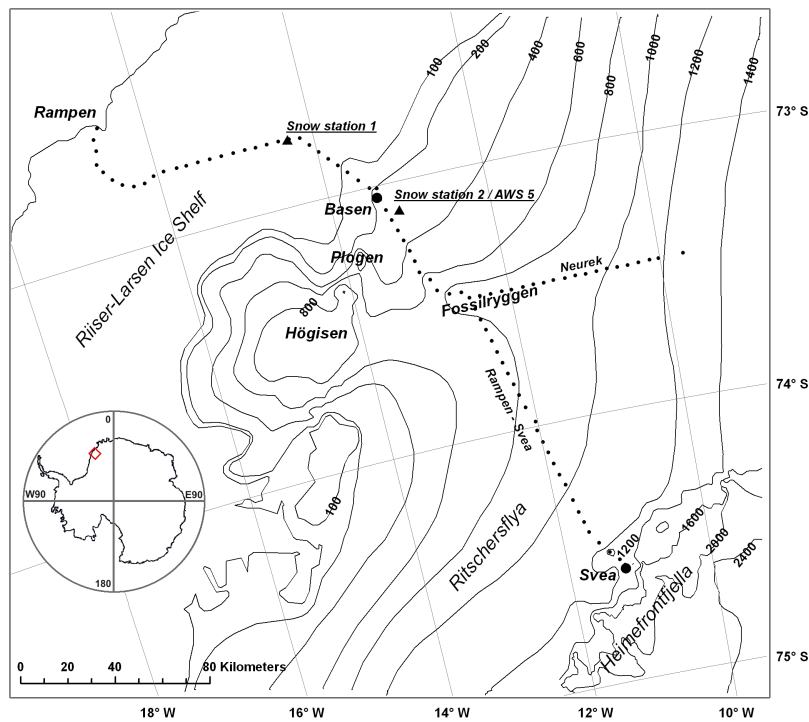 100
200
400
600
800
1000
1200
1400
73° S
Rampen
Snow station 1
Basen
Snow station 2 / AWS 5
Riiser-Larsen Ice Shelf
Plogen
Neurek
Fossilryggen
800
Högisen
Rampen - Svea
74° S
0
W90
E90
180
100
Ritschersflya
1200
1600
2000
2400
Svea
Heimefrontfjella
75° S
0 20 40 80 Kilometers
18° W 16° W 14° W 12° W 10° W